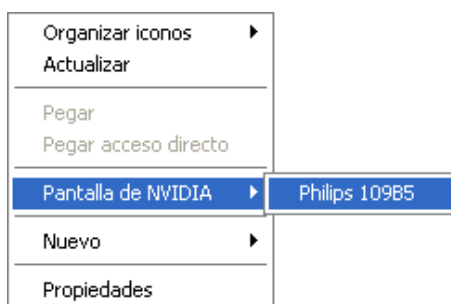 Organizar iconos
Actualizar
Pegar
Pegar acceso directo
Pantalla de NVIDIA
Philips 109B5
Nuevo
Propiedades